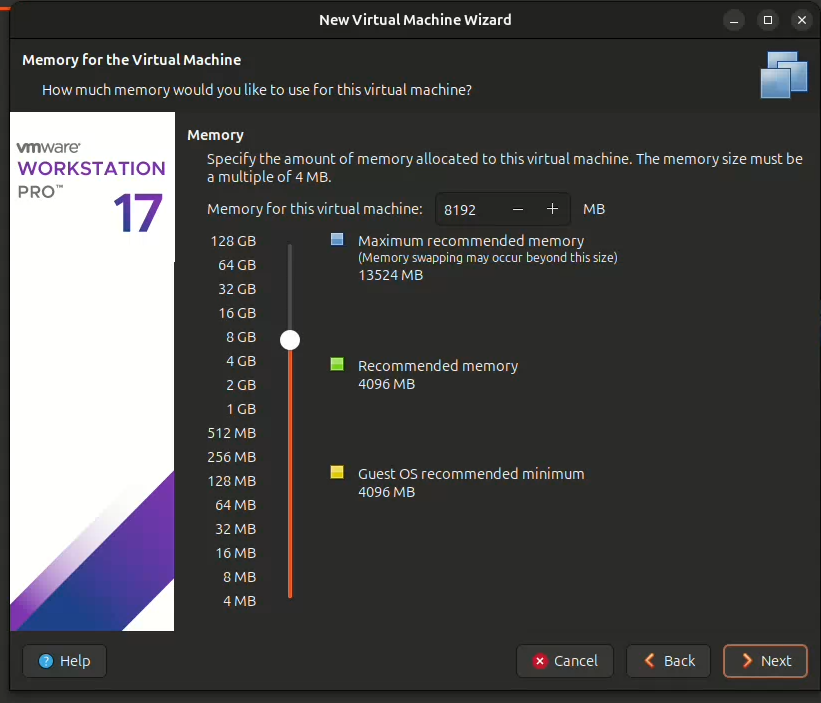 New Virtual Machine Wizard
Memory for the Virtual Machine
How much memory would you like to use for this virtual machine?
vmware®
WORKSTATION
PRO™
17
Memory
Specify the amount of memory allocated to this virtual machine. The memory size must be
a multiple of 4 MB.
Memory for this virtual machine: 8192 − + MB
128 GB
64 GB
32 GB
16 GB
8 GB
4 GB
2 GB
1 GB
512 MB
256 MB
128 MB
64 MB
32 MB
16 MB
8 MB
4 MB
Maximum recommended memory
(Memory swapping may occur beyond this size)
13524 MB
Recommended memory
4096 MB
Guest OS recommended minimum
4096 MB
? Help
Cancel
Back
Next